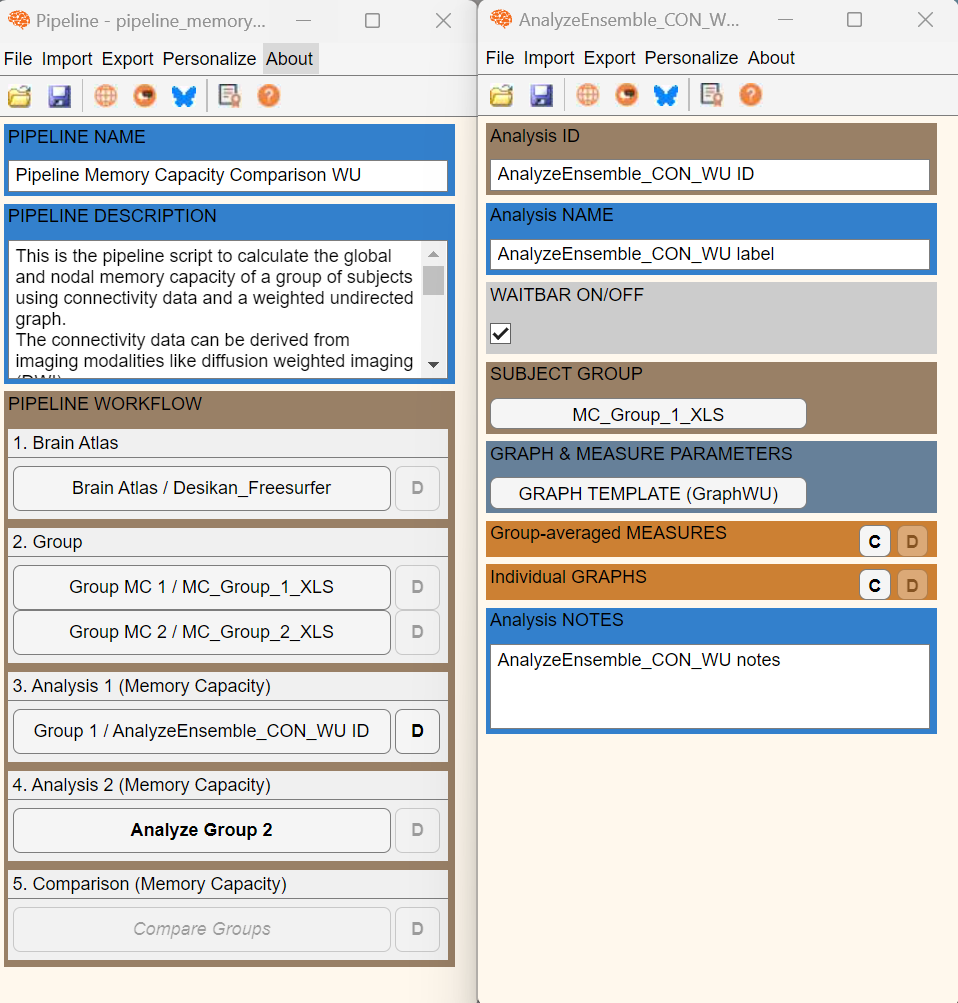 Pipeline - pipeline_memory...
File Import Export Personalize About
PIPELINE NAME
Pipeline Memory Capacity Comparison WU
PIPELINE DESCRIPTION
This is the pipeline script to calculate the global
and nodal memory capacity of a group of subjects
using connectivity data and a weighted undirected
graph.
The connectivity data can be derived from
imaging modalities like diffusion weighted imaging
PIPELINE WORKFLOW
1. Brain Atlas
Brain Atlas / Desikan_Freesurfer D
2. Group
Group MC 1 / MC_Group_1_XLS D
Group MC 2 / MC_Group_2_XLS D
3. Analysis 1 (Memory Capacity)
Group 1 / AnalyzeEnsemble_CON_WU ID D
4. Analysis 2 (Memory Capacity)
Analyze Group 2 D
5. Comparison (Memory Capacity)
Compare Groups D
AnalyzeEnsemble_CON_W...
File Import Export Personalize About
Analysis ID
AnalyzeEnsemble_CON_WU ID
Analysis NAME
AnalyzeEnsemble_CON_WU label
WAITBAR ON/OFF
SUBJECT GROUP
MC_Group_1_XLS
GRAPH & MEASURE PARAMETERS
GRAPH TEMPLATE (GraphWU)
Group-averaged MEASURES C D
Individual GRAPHS C D
Analysis NOTES
AnalyzeEnsemble_CON_WU notes